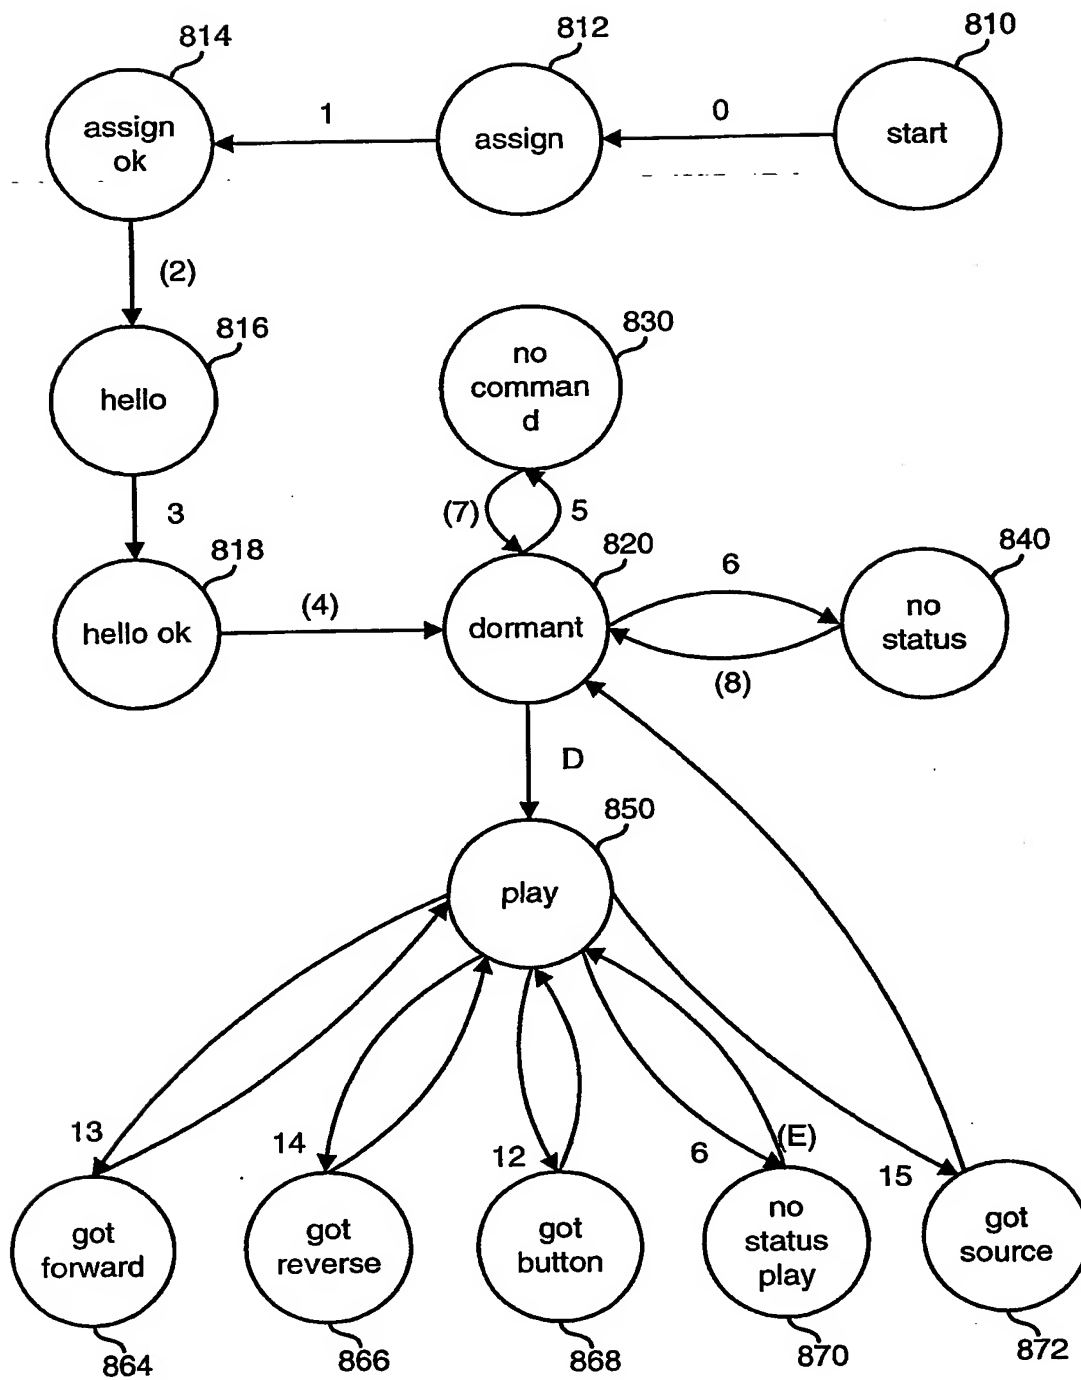 814
812
810
assign
ok
1
assign
0
start
(2)
816
hello
830
no
comman
d
3
(7)
5
818
hello ok
(4)
820
dormant
6
(8)
840
no
status
D
850
play
13
14
12
6
(E)
15
got
forward
got
reverse
got
button
no
status
play
got
source
864
866
868
870
872